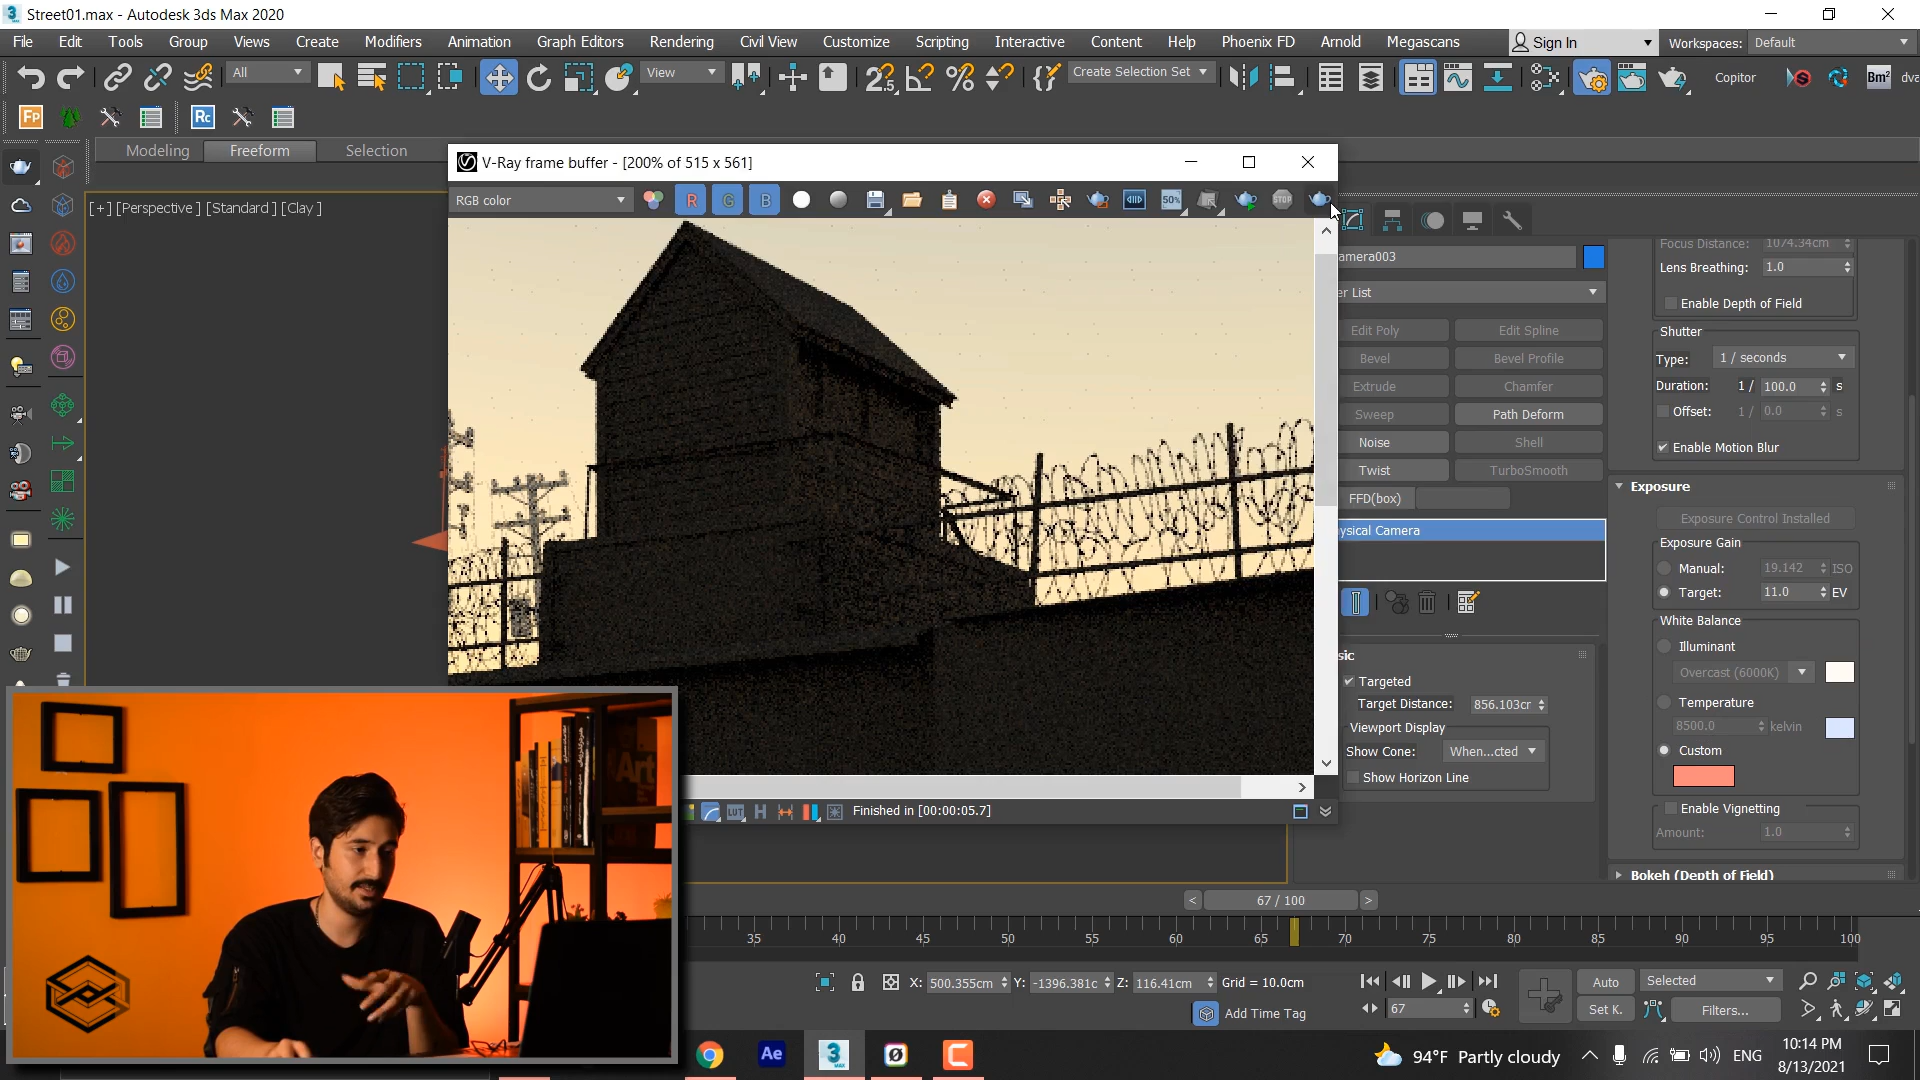 Street01.max - Autodesk 3ds Max 2020
File Edit Tools Group Views Create Modifiers Animation Graph Editors Rendering Civil View Customize Scripting Interactive Content Help Phoenix FD Arnold Megascans
Sign In
Workspaces: Default
All
View
Create Selection Set
Copitor
Modeling Freeform Selection
[+] [Perspective] [Standard] [Clay]
V-Ray frame buffer - [200% of 515 x 561]
RGB color
R G B
50%
STOP
amera003
er List
Edit Poly Edit Spline
Bevel Bevel Profile
Extrude Chamfer
Sweep Path Deform
Noise Shell
Twist TurboSmooth
FFD(box)
ysical Camera
sic
Targeted
Target Distance: 856.103cr
Viewport Display
Show Cone: When...cted
Show Horizon Line
Focus Distance: 1074.34cm
Lens Breathing: 1.0
Enable Depth of Field
Shutter
Type: 1 / seconds
Duration: 1/ 100.0 s
Offset: 1/ 0.0 s
Enable Motion Blur
Exposure
Exposure Control Installed
Exposure Gain
Manual: 19.142 ISO
Target: 11.0 EV
White Balance
Illuminant
Overcast (6000K)
Temperature
8500.0 kelvin
Custom
Enable Vignetting
Amount: 1.0
Bokeh (Depth of Field)
LUT H Finished in [00:00:05.7]
< 67 / 100 >
35 40 45 50 55 60 65 70 75 80 85 90 95 100
X: 500.355cm Y: -1396.381c Z: 116.41cm Grid = 10.0cm
Add Time Tag
67
Auto Selected
Set K. Filters...
Art
Ae
3
MAX
94°F Partly cloudy
ENG
10:14 PM
8/13/2021